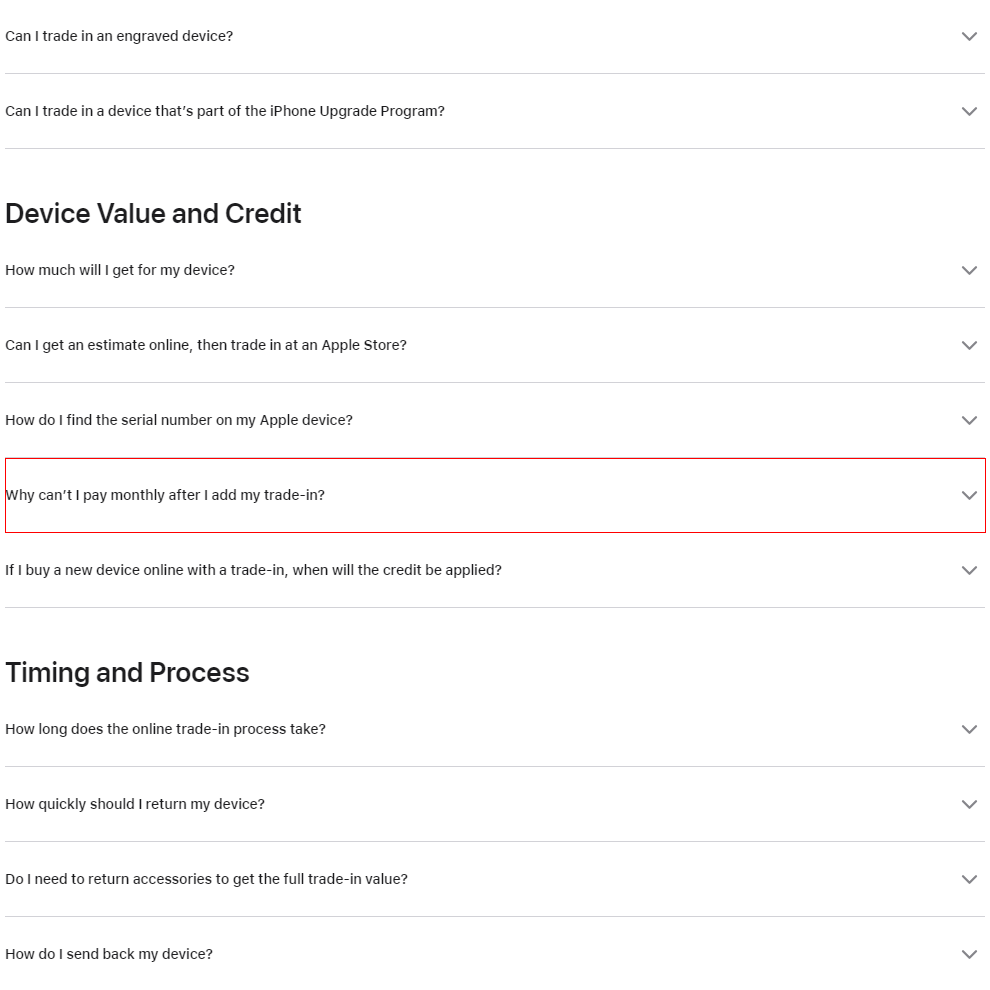 Can I trade in an engraved device?
Can I trade in a device that’s part of the iPhone Upgrade Program?
Device Value and Credit
How much will I get for my device?
Can I get an estimate online, then trade in at an Apple Store?
How do I find the serial number on my Apple device?
Why can’t I pay monthly after I add my trade-in?
If I buy a new device online with a trade-in, when will the credit be applied?
Timing and Process
How long does the online trade-in process take?
How quickly should I return my device?
Do I need to return accessories to get the full trade-in value?
How do I send back my device?